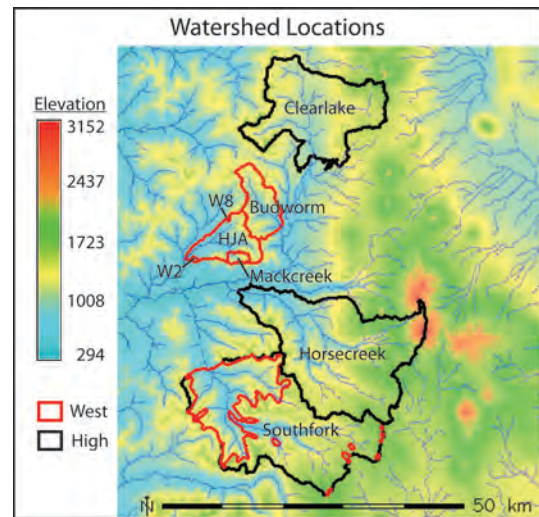 Watershed Locations
Elevation
3152
2437
1723
1008
294
West
High
Clearlake
W8
Budworm
HJA
W2
Mackcreek
Horsecreek
Southfork
N
50 km